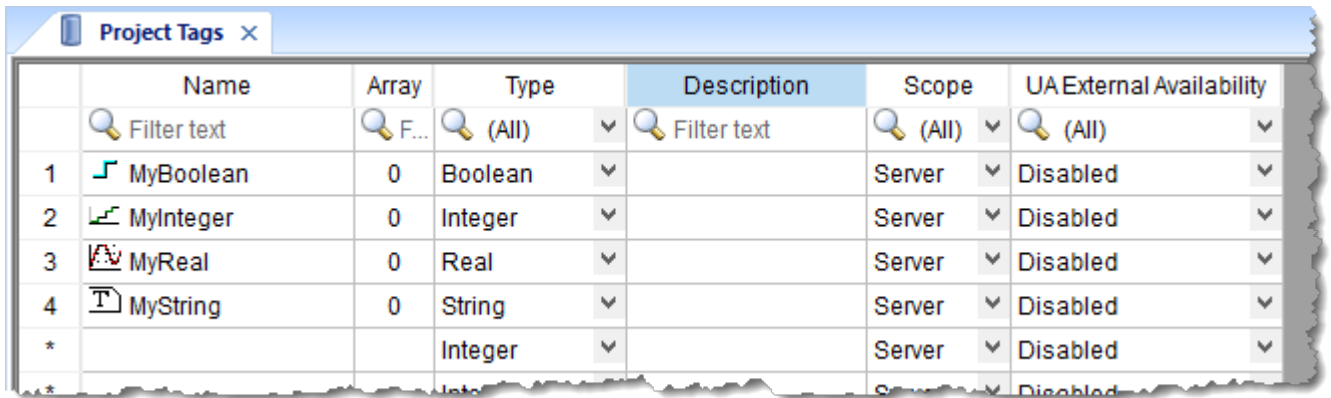 Project Tags
Name Array Type Description Scope UA External Availability
Filter text F... (All) Filter text (All) (All)
1 MyBoolean 0 Boolean Server Disabled
2 MyInteger 0 Integer Server Disabled
3 MyReal 0 Real Server Disabled
4 T MyString 0 String Server Disabled
* Integer Server Disabled
*